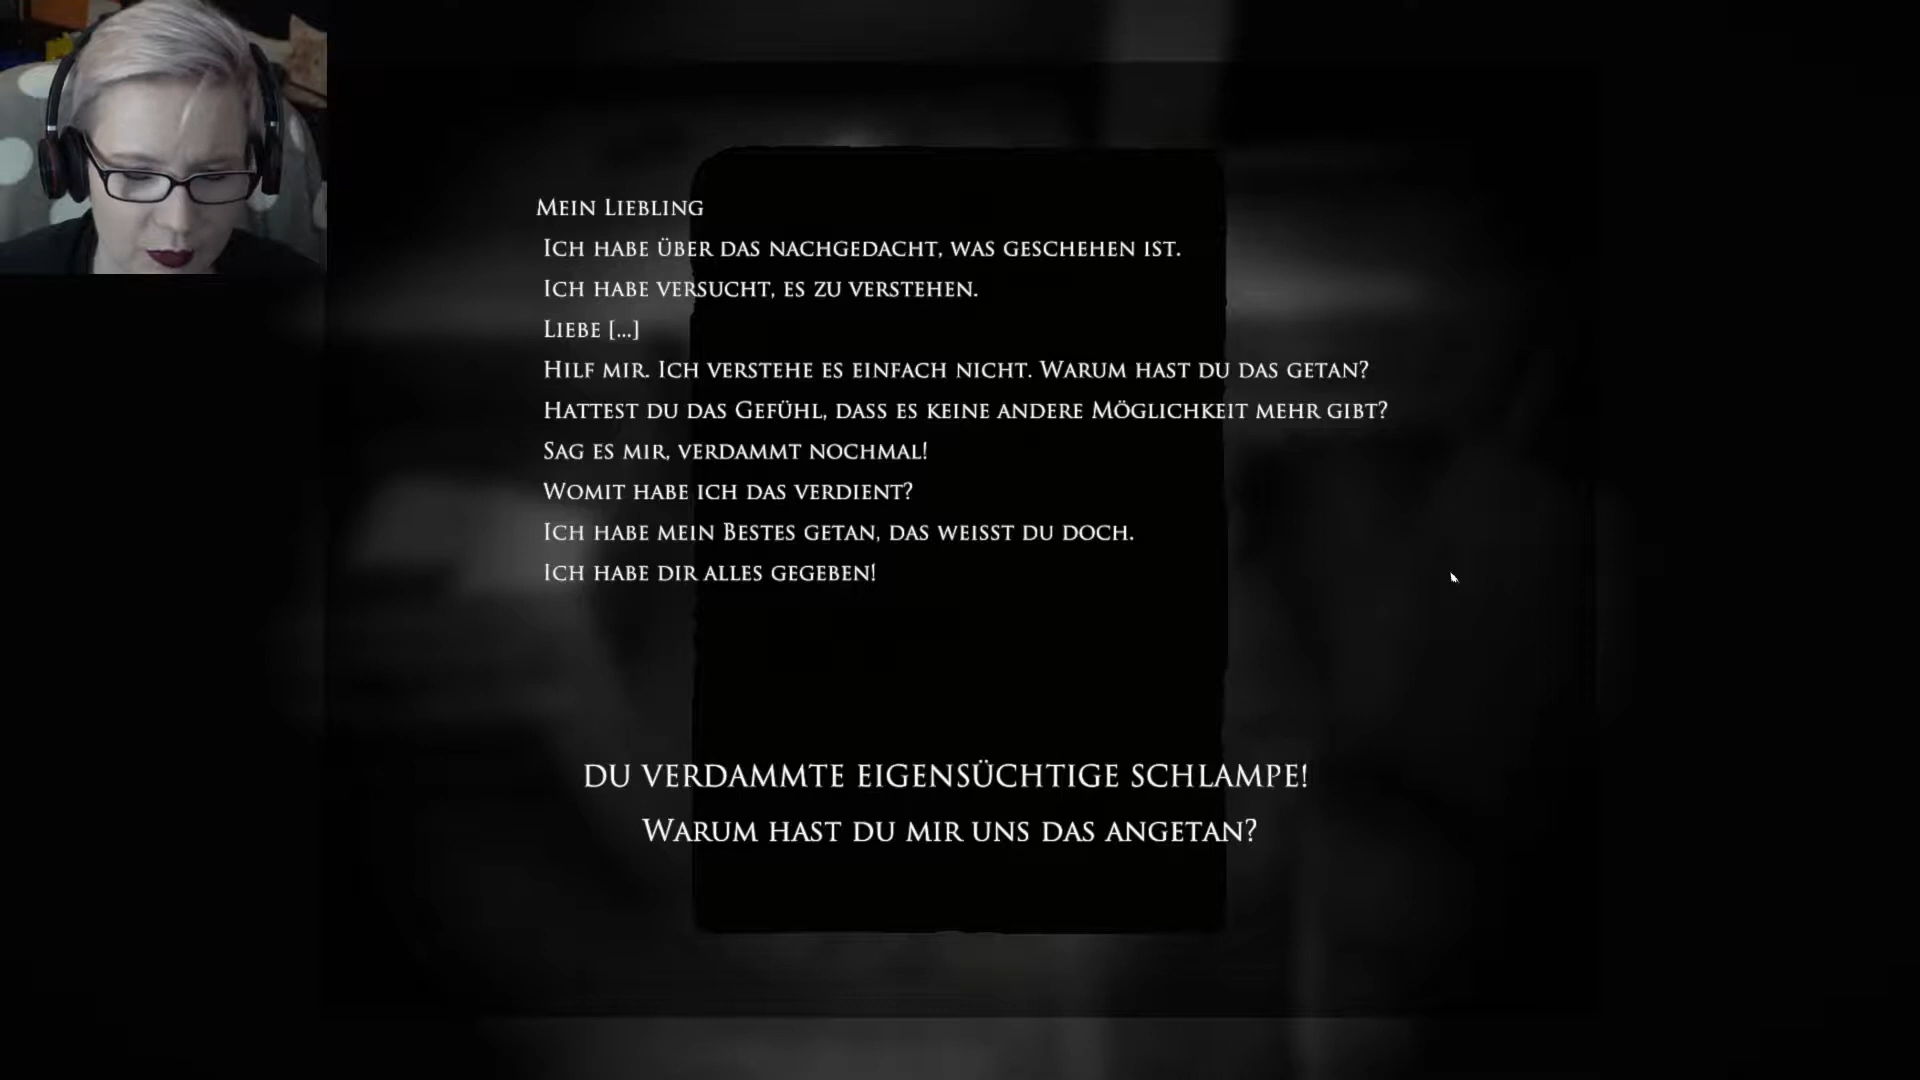 Mein Liebling
Ich habe über das nachgedacht, was geschehen ist.
Ich habe versucht, es zu verstehen.
Liebe [...]
Hilf mir. Ich verstehe es einfach nicht. Warum hast du das getan?
Hattest du das Gefühl, dass es keine andere Möglichkeit mehr gibt?
Sag es mir, verdammt nochmal!
Womit habe ich das verdient?
Ich habe mein Bestes getan, das weisst du doch.
Ich habe dir alles gegeben!
DU VERDAMMTE EIGENSÜCHTIGE SCHLAMPE!
Warum hast du mir uns das angetan?